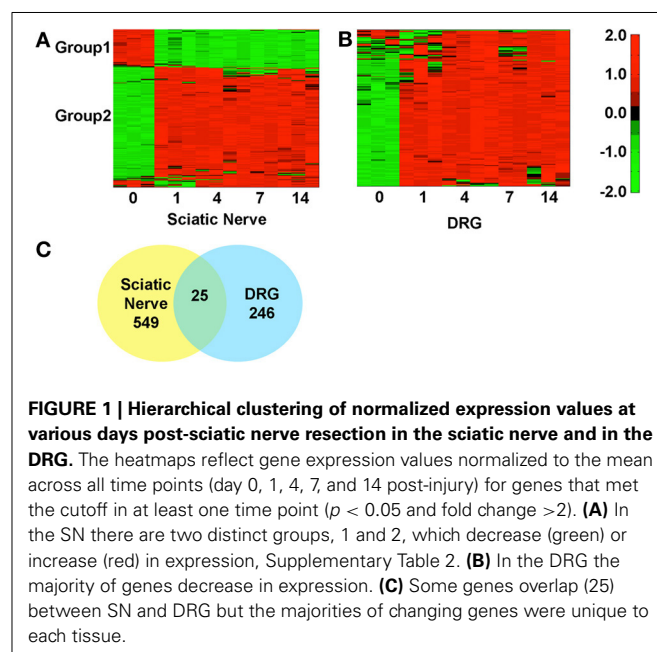 A
Group1
Group2
0 1 4 7 14
Sciatic Nerve
B
0 1 4 7 14
DRG
2.0
1.0
0.0
-1.0
-2.0
C
Sciatic
Nerve
549
25
DRG
246
FIGURE 1 | Hierarchical clustering of normalized expression values at
various days post-sciatic nerve resection in the sciatic nerve and in the
DRG. The heatmaps reflect gene expression values normalized to the mean
across all time points (day 0, 1, 4, 7, and 14 post-injury) for genes that met
the cutoff in at least one time point (p < 0.05 and fold change >2). (A) In
the SN there are two distinct groups, 1 and 2, which decrease (green) or
increase (red) in expression, Supplementary Table 2. (B) In the DRG the
majority of genes decrease in expression. (C) Some genes overlap (25)
between SN and DRG but the majorities of changing genes were unique to
each tissue.